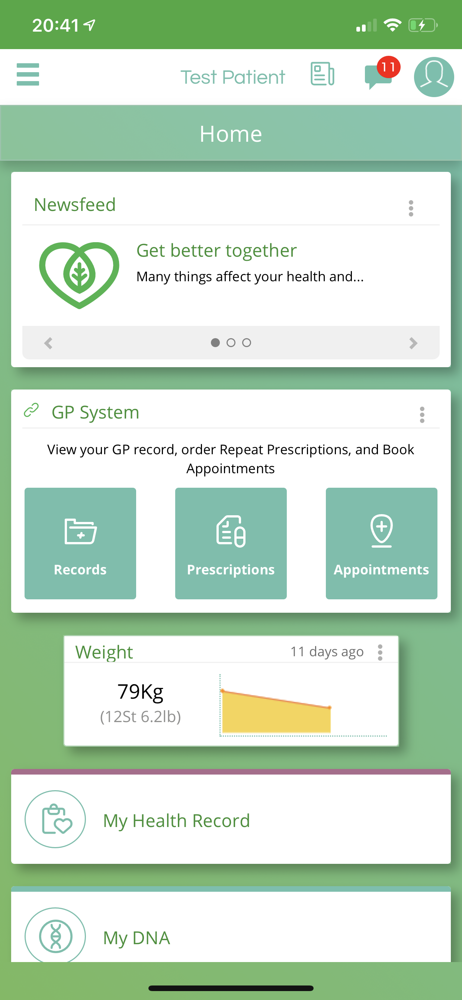 20:41
Test Patient
11
Home
Newsfeed
Get better together
Many things affect your health and...
GP System
View your GP record, order Repeat Prescriptions, and Book
Appointments
Records
Prescriptions
Appointments
Weight
11 days ago
79Kg
(12St 6.2lb)
My Health Record
My DNA